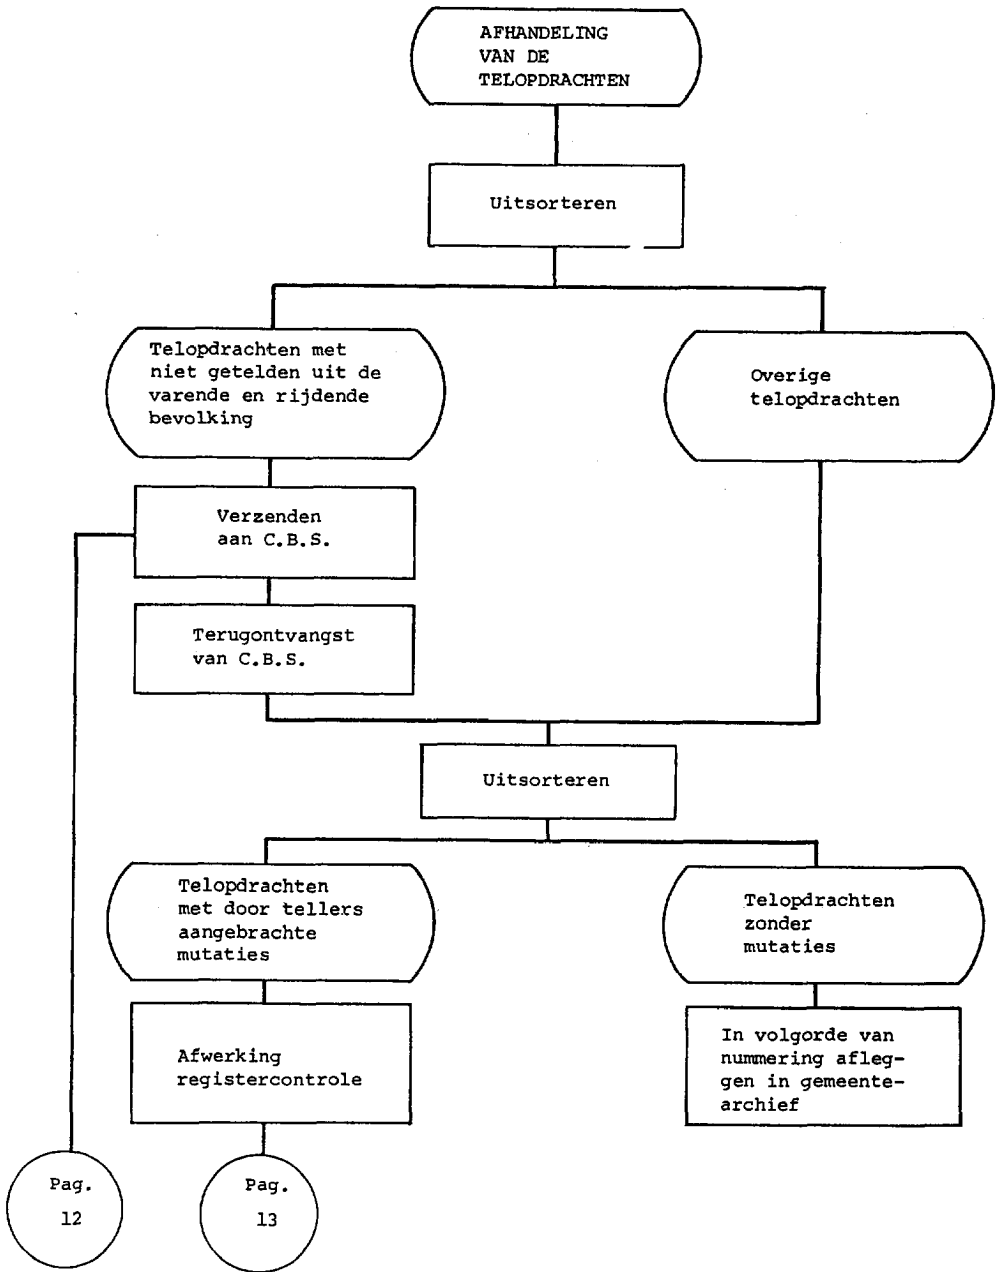 AFHANDELING
VAN DE
TELOPDRACHTEN
Uitsorteren
Telopdrachten met
niet getelden uit de
varende en rijdende
bevolking
Overige
telopdrachten
Verzenden
aan C.B.S.
Terugontvangst
van C.B.S.
Uitsorteren
Telopdrachten
met door tellers
aangebrachte
mutaties
Telopdrachten
zonder
mutaties
Afwerking
registercontrole
In volgorde van
nummering afleg-
gen in gemeente-
archief
Pag.
12
Pag.
13